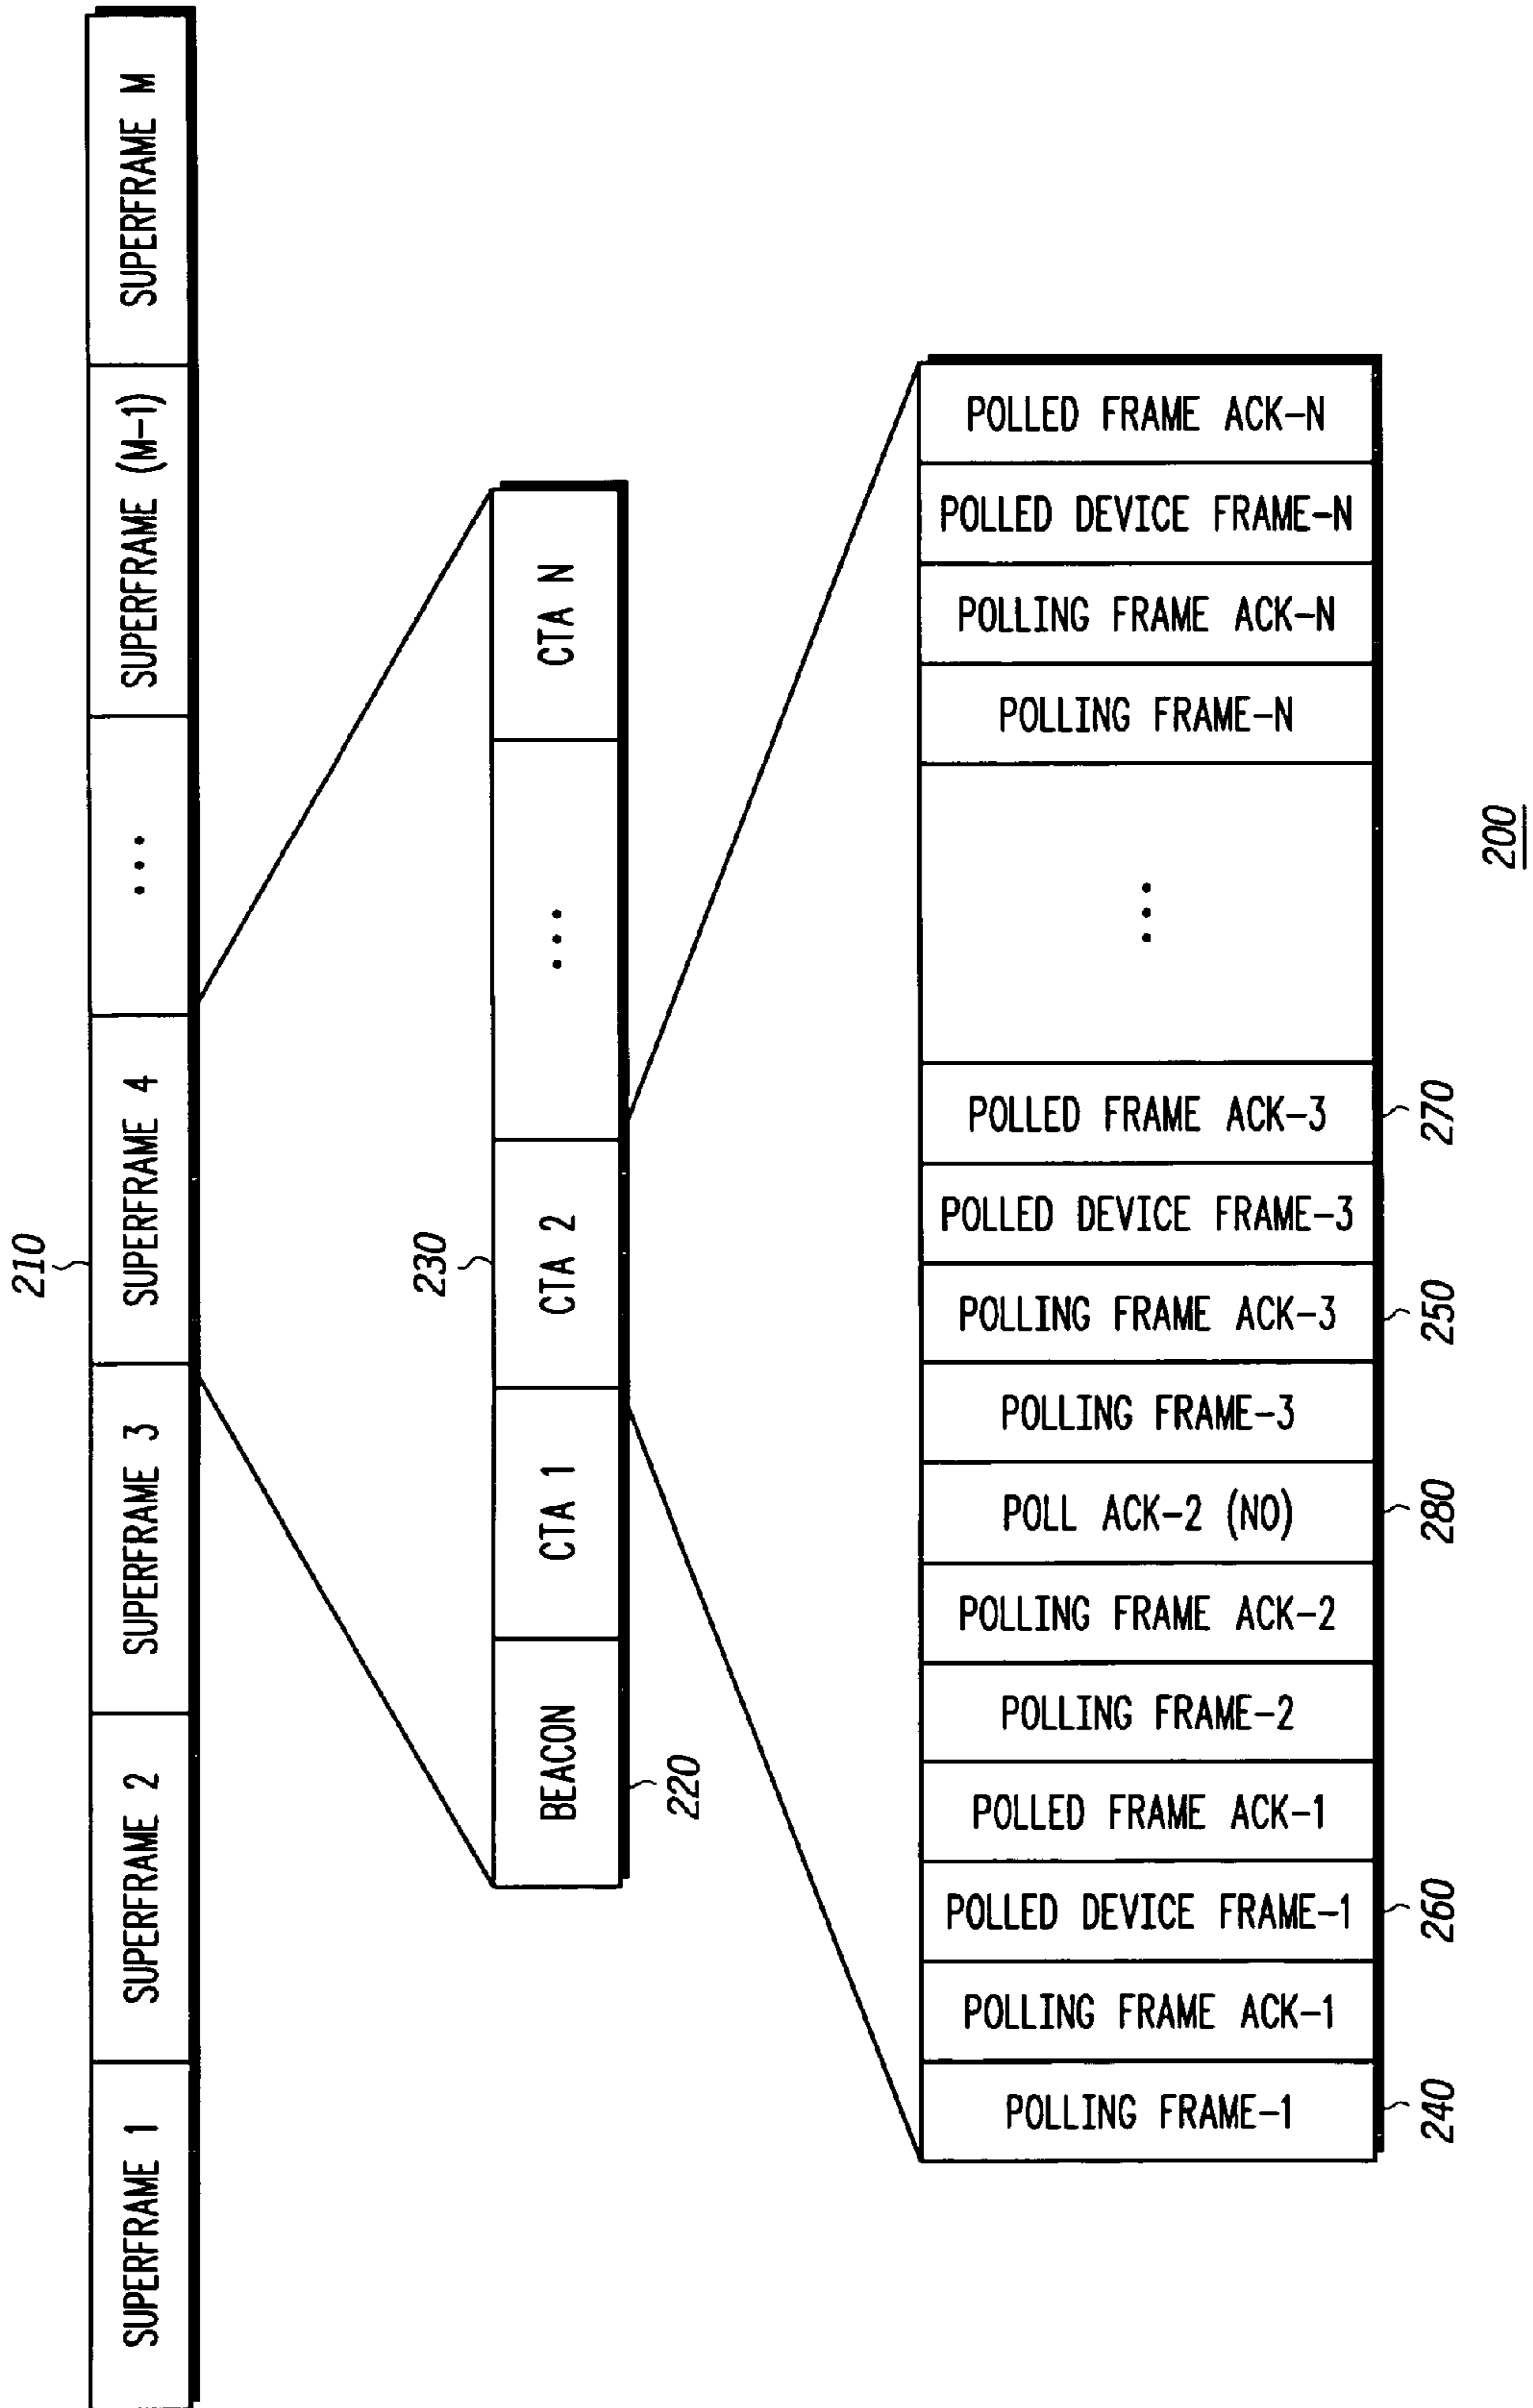 210
SUPERFRAME 1
SUPERFRAME 2
SUPERFRAME 3
SUPERFRAME 4
...
SUPERFRAME (M-1)
SUPERFRAME M
230
BEACON
CTA 1
CTA 2
...
CTA N
220
POLLING FRAME-1
POLLING FRAME ACK-1
POLLED DEVICE FRAME-1
POLLED FRAME ACK-1
POLLING FRAME-2
POLLING FRAME ACK-2
POLL ACK-2 (NO)
POLLING FRAME-3
POLLING FRAME ACK-3
POLLED DEVICE FRAME-3
POLLED FRAME ACK-3
...
POLLING FRAME-N
POLLING FRAME ACK-N
POLLED DEVICE FRAME-N
POLLED FRAME ACK-N
240
260
280
250
270
200